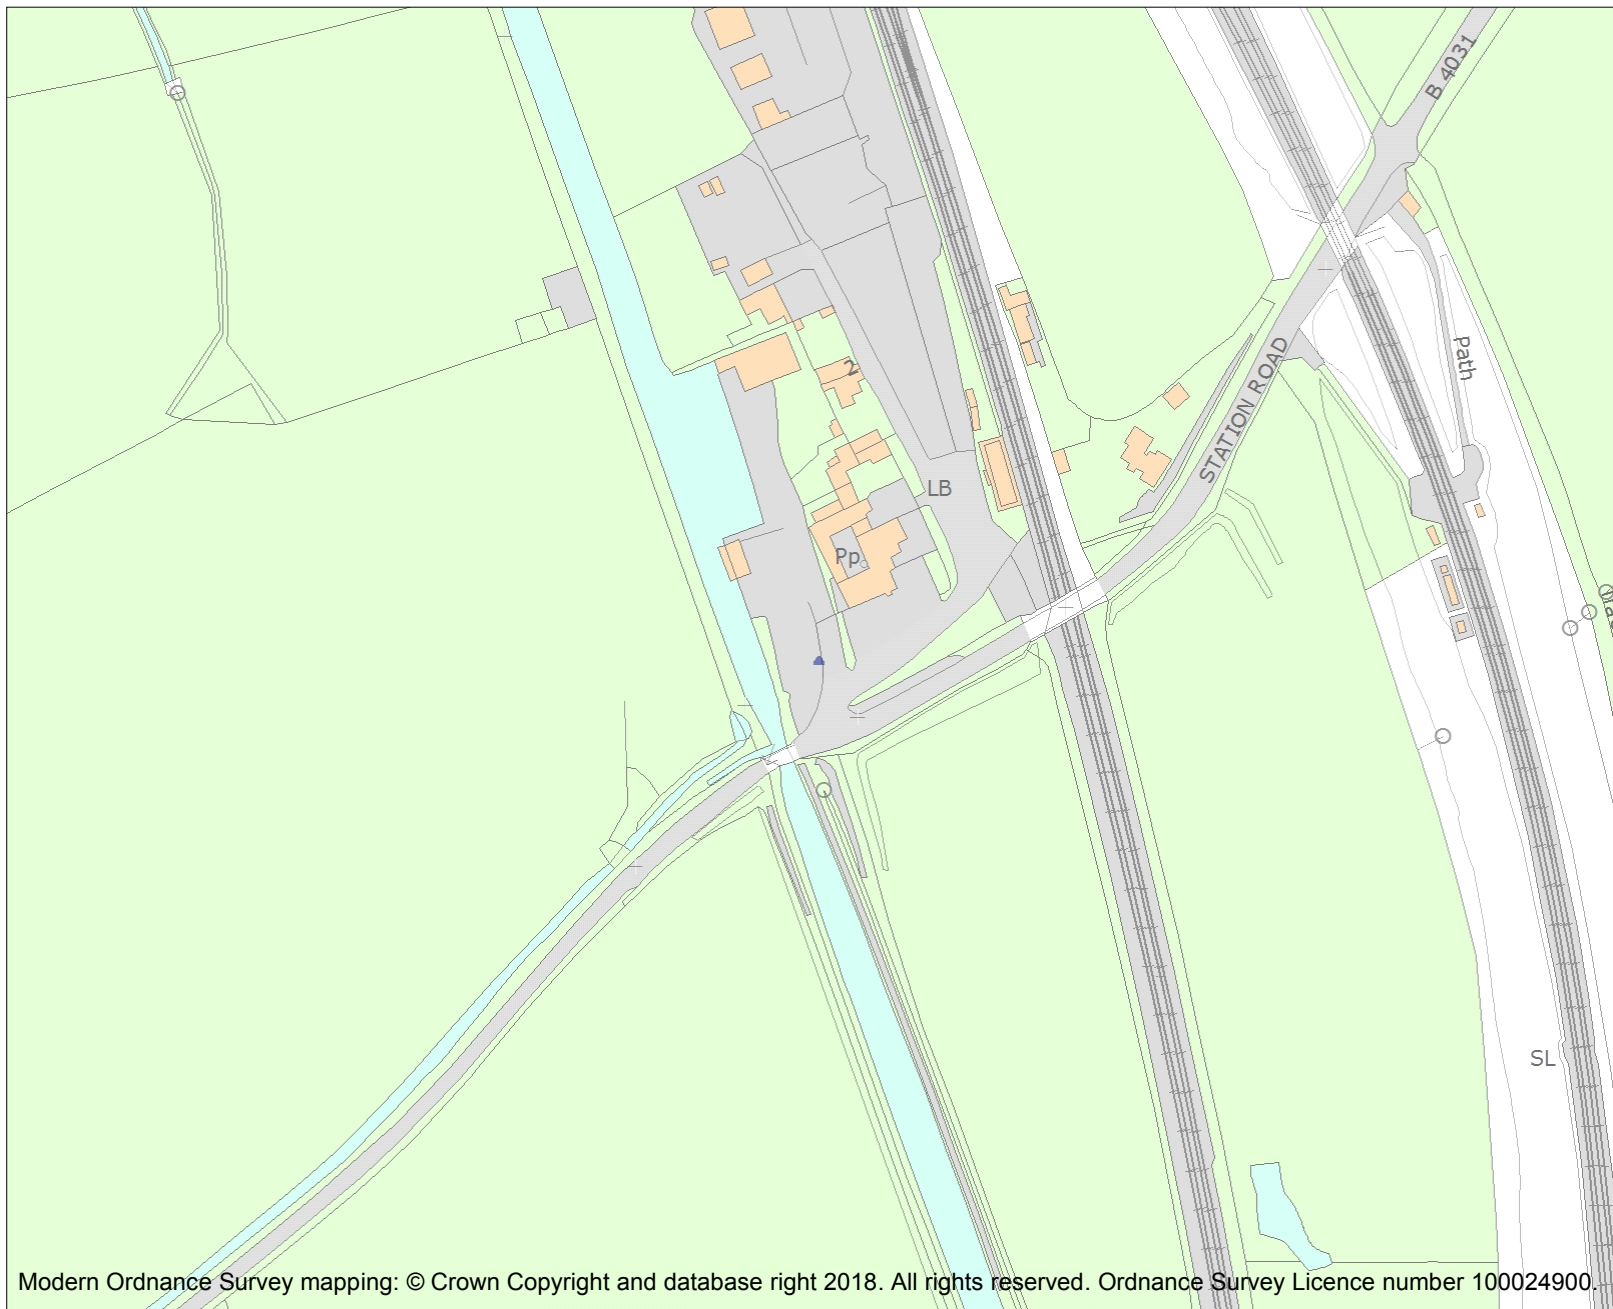 B 4031
Path
STATION ROAD
2
LB
Pp
SL
Modern Ordnance Survey mapping: © Crown Copyright and database right 2018. All rights reserved. Ordnance Survey Licence number 100024900.